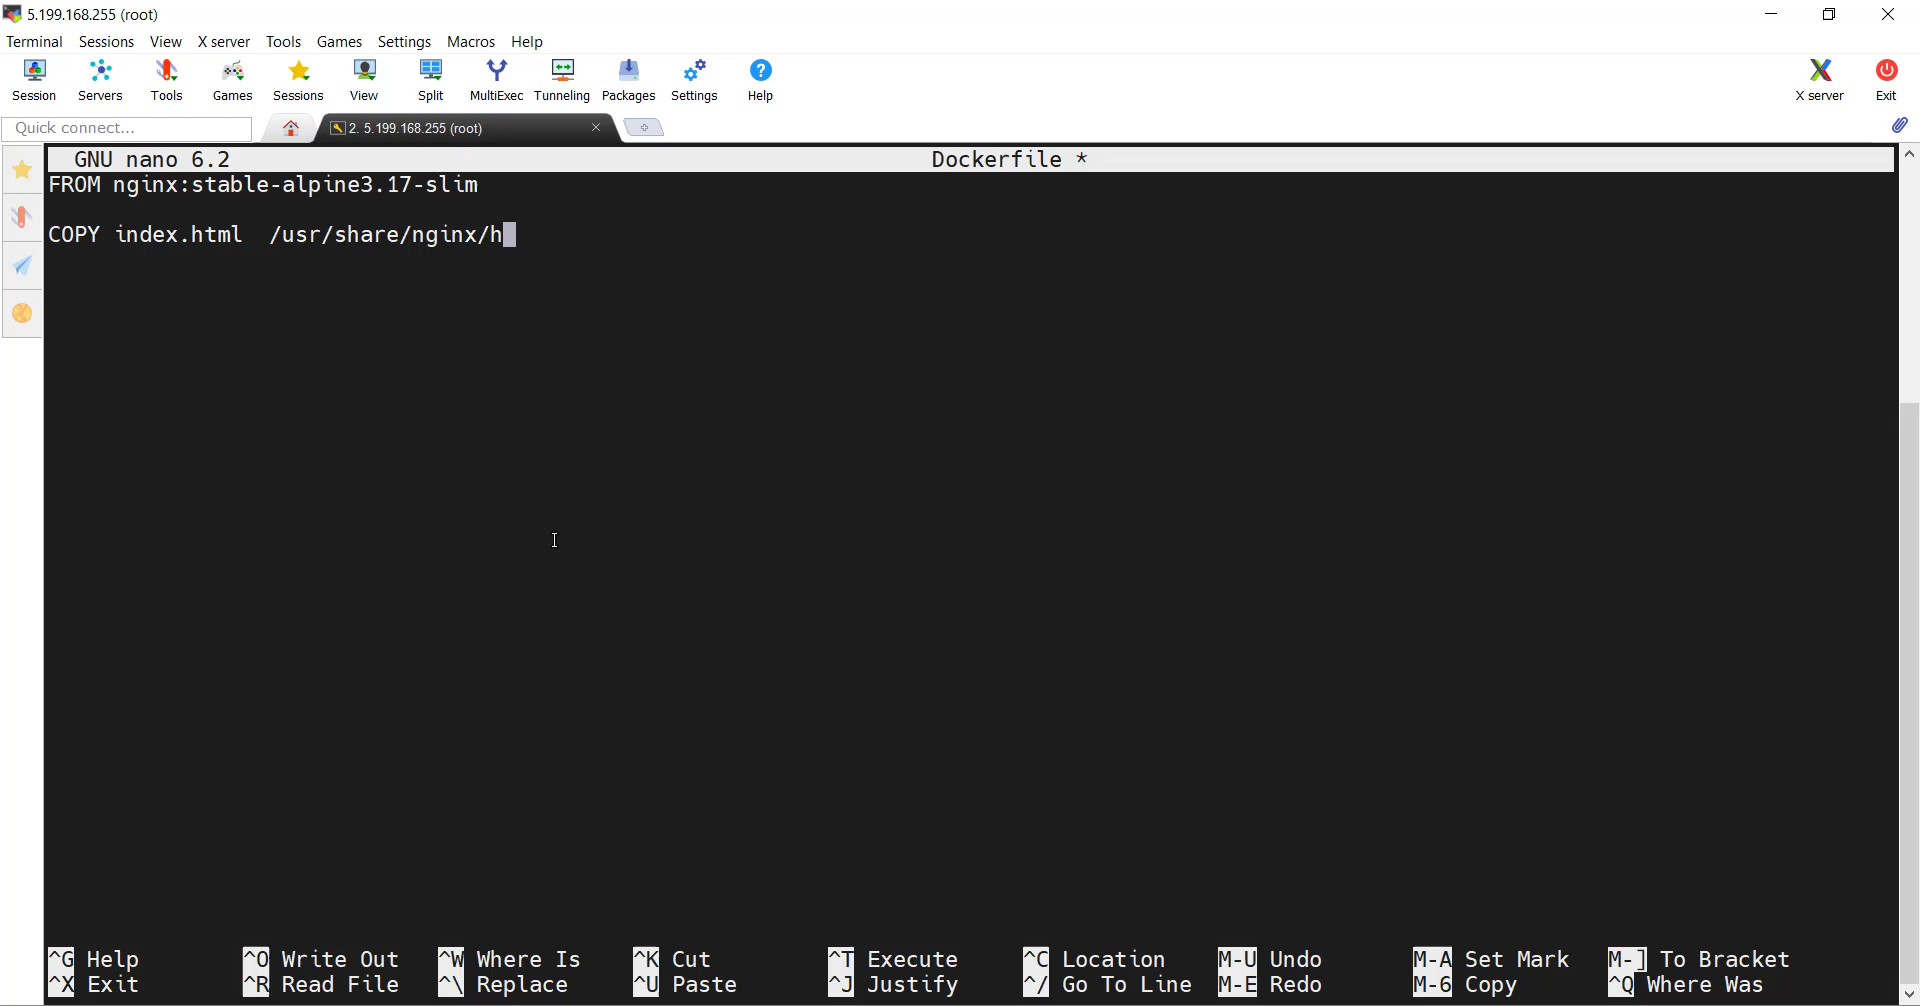 5.199.168.255 (root)
Terminal Sessions View X server Tools Games Settings Macros Help
Session Servers Tools Games Sessions View Split MultiExec Tunneling Packages Settings Help X server Exit
Quick connect... 2. 5.199.168.255 (root)
GNU nano 6.2 Dockerfile *
FROM nginx:stable-alpine3.17-slim
COPY index.html  /usr/share/nginx/h
^G Help ^O Write Out ^W Where Is ^K Cut ^T Execute ^C Location M-U Undo M-A Set Mark M-] To Bracket
^X Exit ^R Read File ^\ Replace ^U Paste ^J Justify ^/ Go To Line M-E Redo M-6 Copy ^Q Where Was